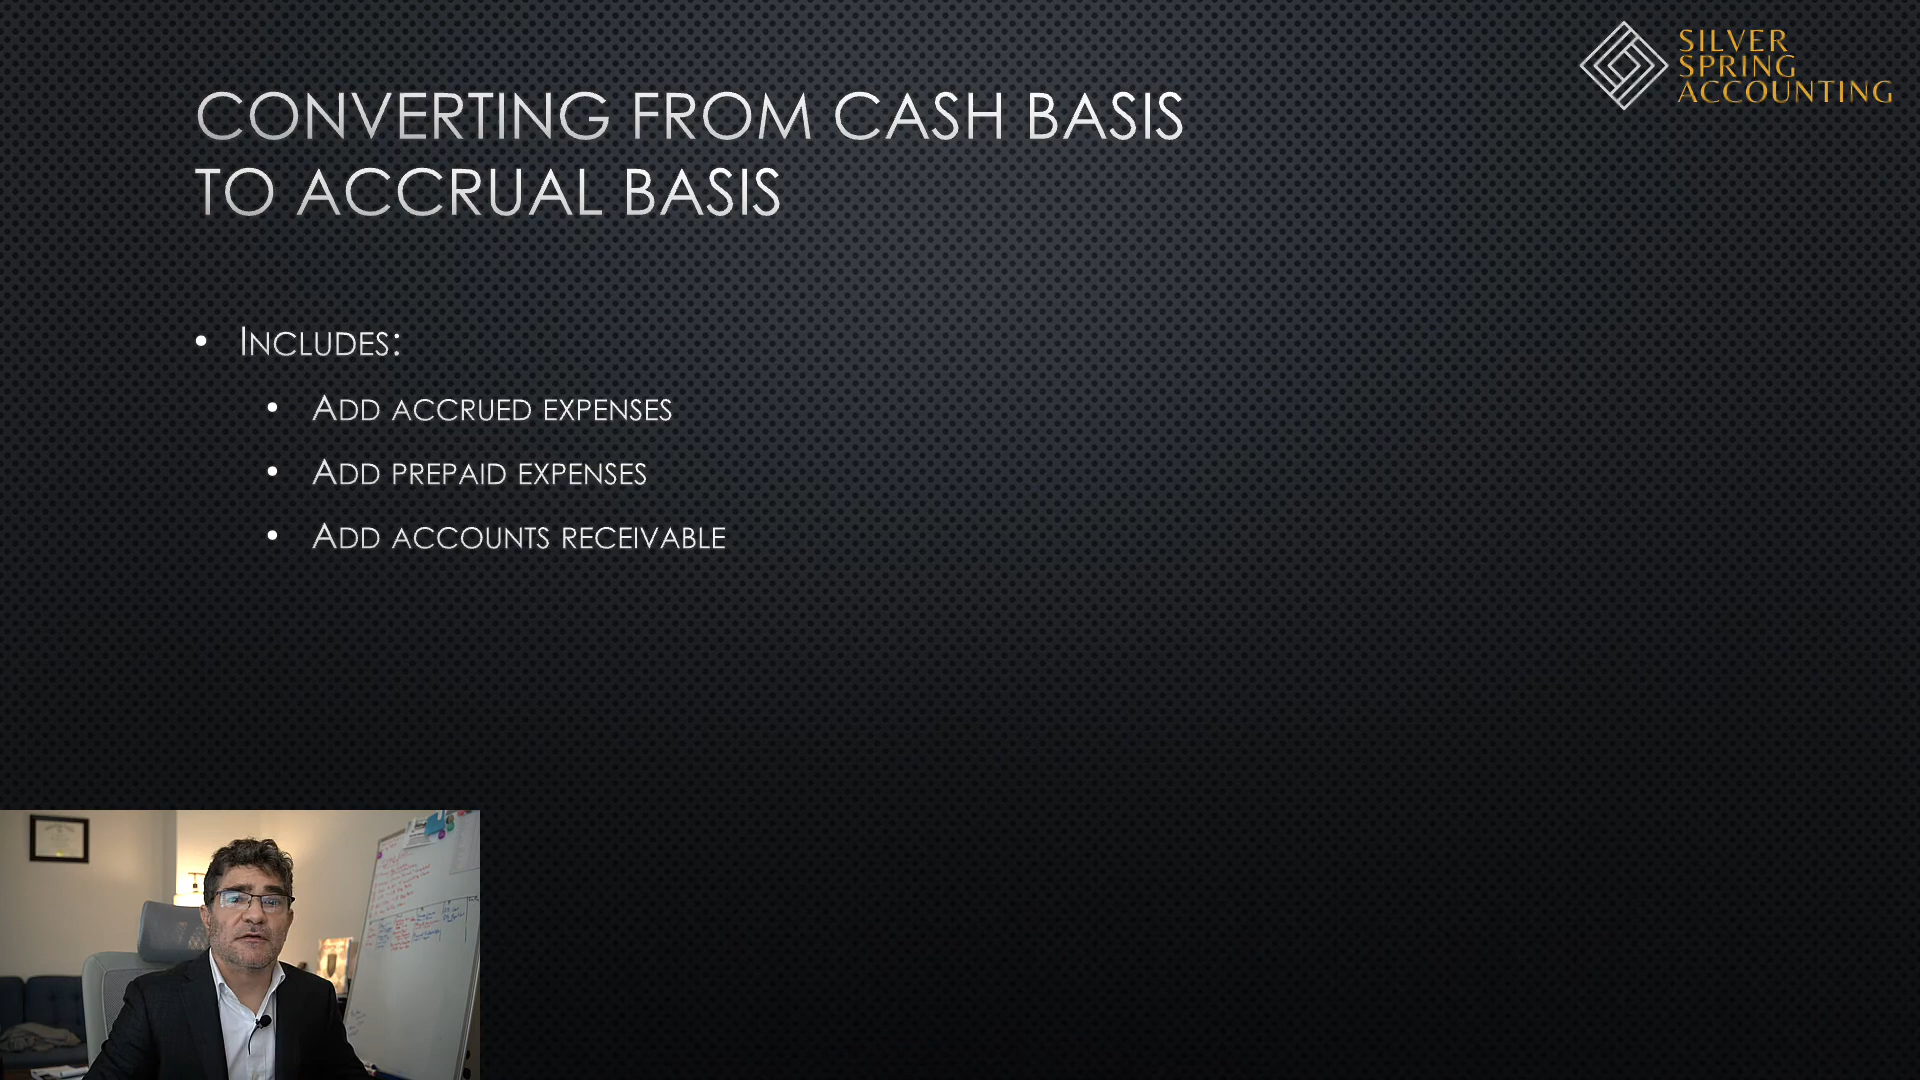 SILVER
SPRING
ACCOUNTING
CONVERTING FROM CASH BASIS
TO ACCRUAL BASIS
• INCLUDES:
• ADD ACCRUED EXPENSES
• ADD PREPAID EXPENSES
• ADD ACCOUNTS RECEIVABLE